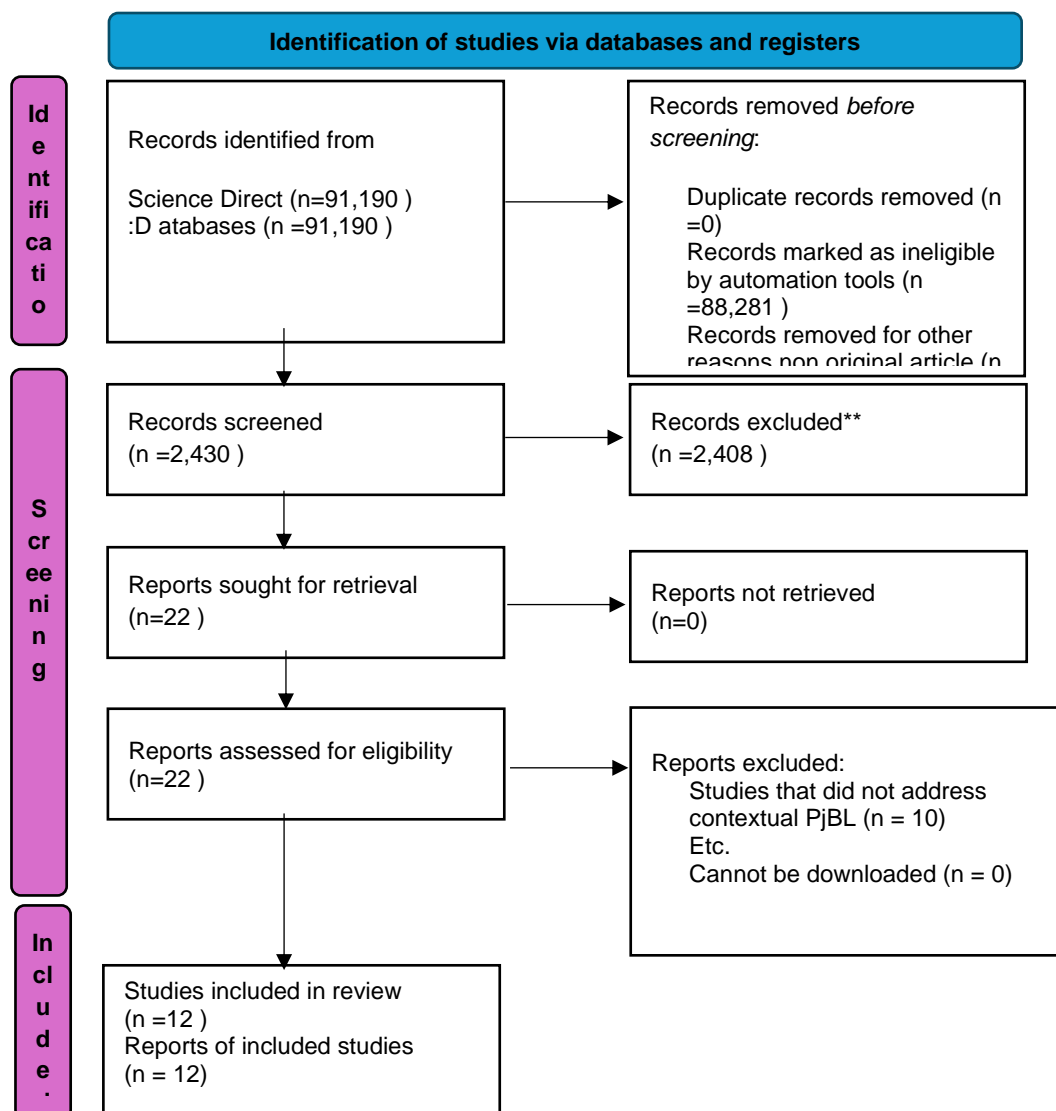 Identification of studies via databases and registers
Id
e
nt
ifi
ca
ti
o
Records identified from
Science Direct (n=91,190 )
:D atabases (n =91,190 )
Records removed before
screening:
Duplicate records removed (n
=0)
Records marked as ineligible
by automation tools (n
=88,281 )
Records removed for other
reasons non original article (n
S
cr
ee
ni
n
g
Records screened
(n =2,430 )
Records excluded**
(n =2,408 )
Reports sought for retrieval
(n=22 )
Reports not retrieved
(n=0)
Reports assessed for eligibility
(n=22 )
Reports excluded:
Studies that did not address
contextual PjBL (n = 10)
Etc.
Cannot be downloaded (n = 0)
In
cl
u
d
e
Studies included in review
(n =12 )
Reports of included studies
(n = 12)